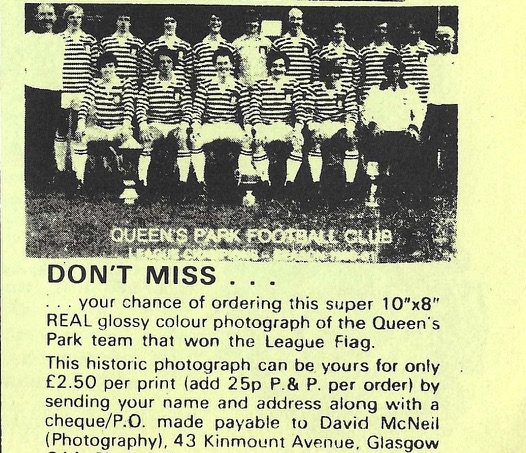 QUEEN'S PARK FOOTBALL CLUB
LEAGUE
DON'T MISS . . .
. . . your chance of ordering this super 10"x8"
REAL glossy colour photograph of the Queen's
Park team that won the League Flag.
This historic photograph can be yours for only
£2.50 per print (add 25p P.& P. per order) by
sending your name and address along with a
cheque/P.O. made payable to David McNeil
(Photography), 43 Kinmount Avenue, Glasgow